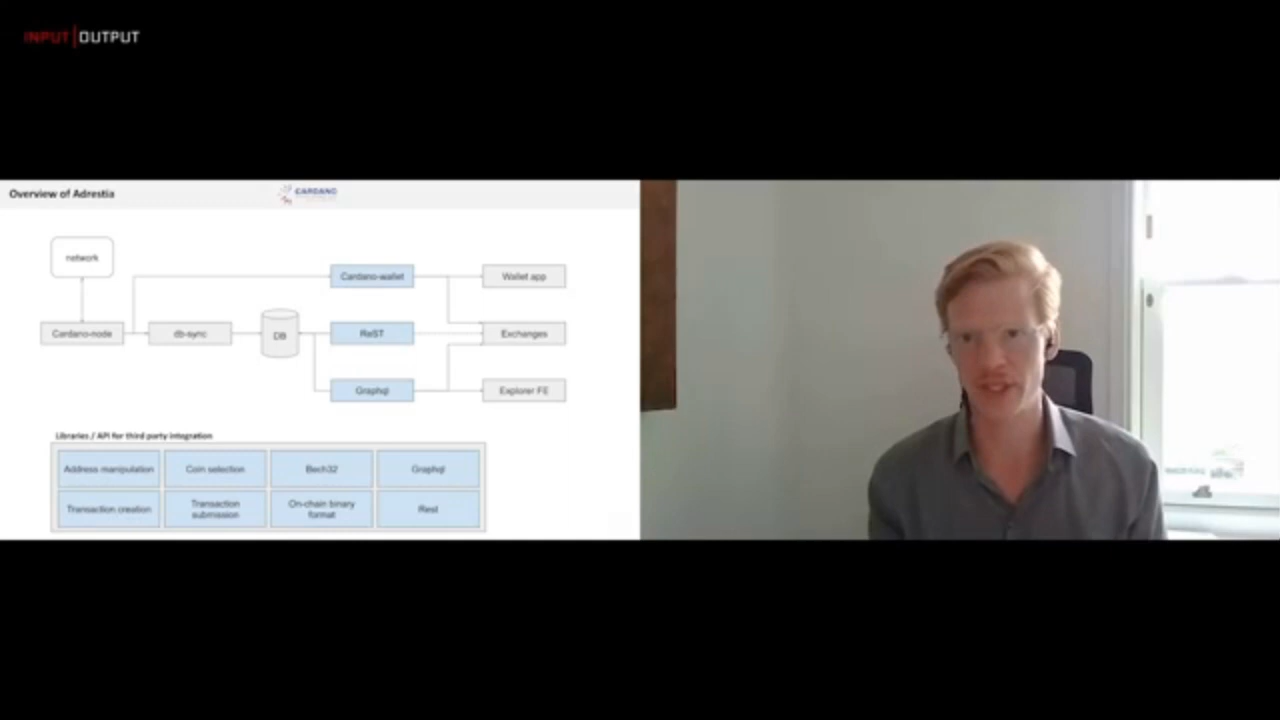 INPUT | OUTPUT
Overview of Adrestia
CARDANO
network
Cardano-wallet
Wallet app
Cardano-node
db-sync
DB
ReST
Exchanges
Graphql
Explorer FE
Libraries / API for third party integration
Address manipulation
Coin selection
Bech32
Graphql
Transaction creation
Transaction
submission
On-chain binary
format
Rest